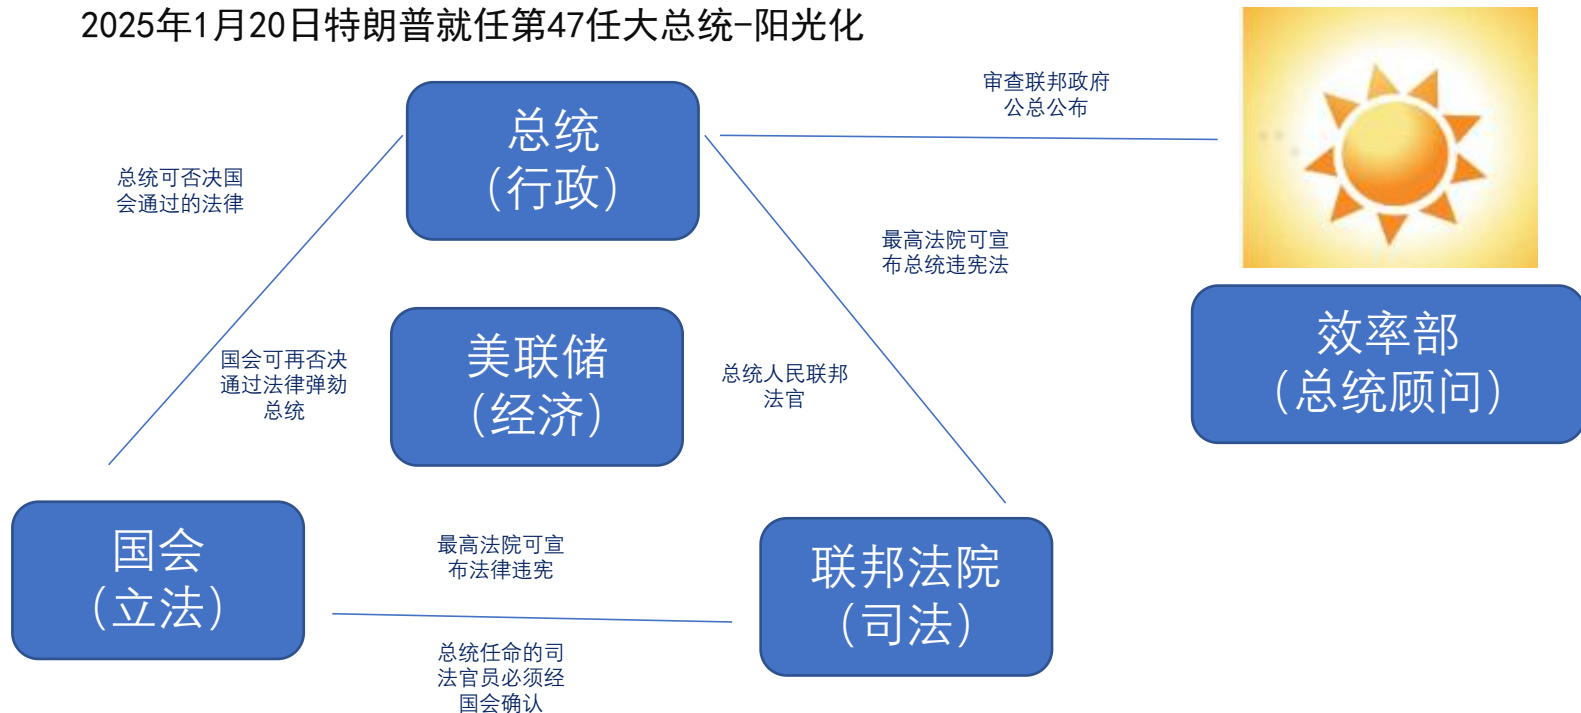 2025年1月20日特朗普就任第47任大总统-阳光化
审查联邦政府
公总公布
总统
（行政）
总统可否决国
会通过的法律
最高法院可宣
布总统违宪法
美联储
（经济）
效率部
（总统顾问）
国会可再否决
通过法律弹劾
总统
总统人民联邦
法官
国会
（立法）
最高法院可宣
布法律违宪
联邦法院
（司法）
总统任命的司
法官员必须经
国会确认